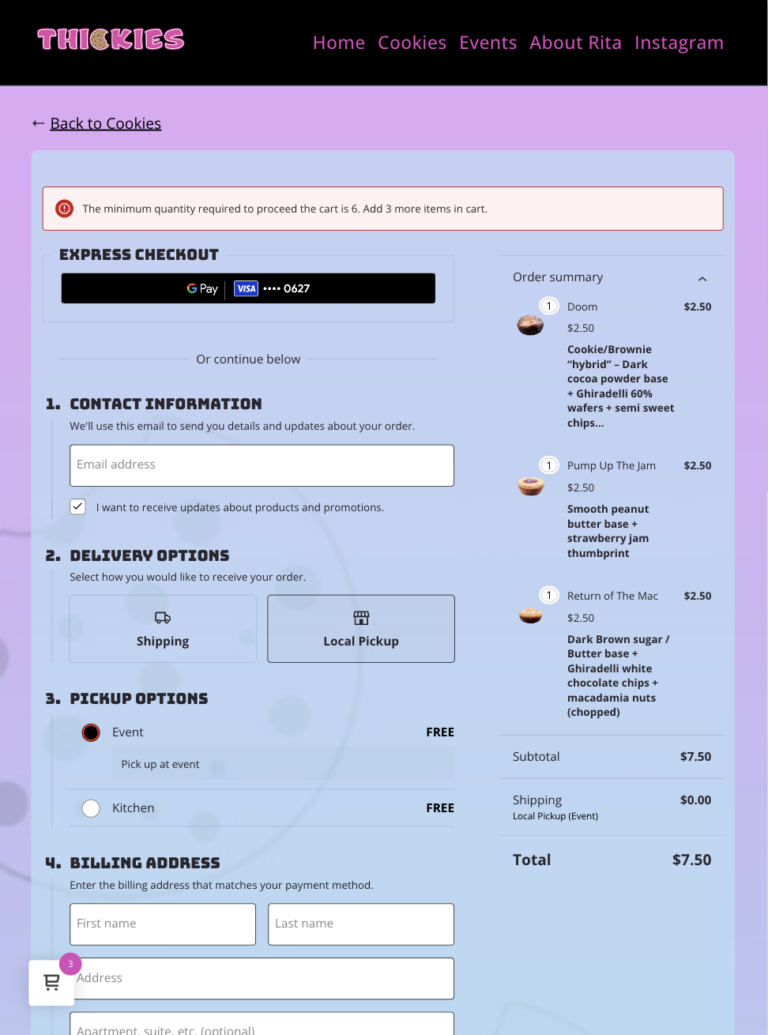 THICKIES
Home Cookies Events About Rita Instagram
← Back to Cookies
The minimum quantity required to proceed the cart is 6. Add 3 more items in cart.
EXPRESS CHECKOUT
G Pay | VISA •••• 0627
Or continue below
1. CONTACT INFORMATION
We'll use this email to send you details and updates about your order.
Email address
I want to receive updates about products and promotions.
2. DELIVERY OPTIONS
Select how you would like to receive your order.
Shipping
Local Pickup
3. PICKUP OPTIONS
Event FREE
Pick up at event
Kitchen FREE
4. BILLING ADDRESS
Enter the billing address that matches your payment method.
First name
Last name
3
Address
Apartment, suite, etc. (optional)
Order summary
1 Doom $2.50
$2.50
Cookie/Brownie
“hybrid” – Dark
cocoa powder base
+ Ghiradelli 60%
wafers + semi sweet
chips…
1 Pump Up The Jam $2.50
$2.50
Smooth peanut
butter base +
strawberry jam
thumbprint
1 Return of The Mac $2.50
$2.50
Dark Brown sugar /
Butter base +
Ghiradelli white
chocolate chips +
macadamia nuts
(chopped)
Subtotal $7.50
Shipping $0.00
Local Pickup (Event)
Total $7.50